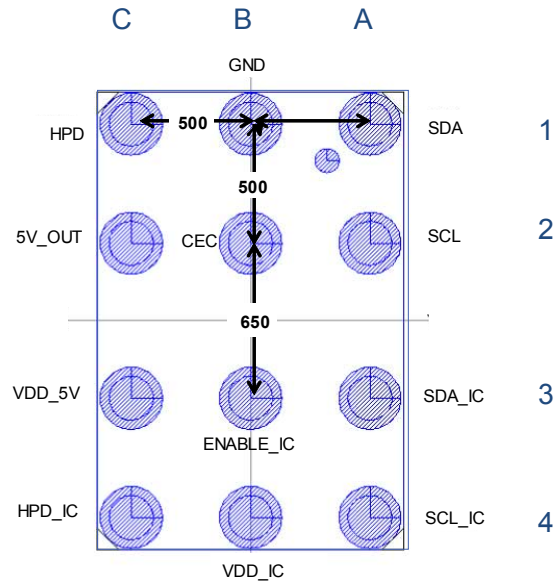 C B A
GND
HPD 500 SDA 1
500
5V_OUT CEC SCL 2
650
VDD_5V SDA_IC 3
ENABLE_IC
HPD_IC SCL_IC 4
VDD_IC